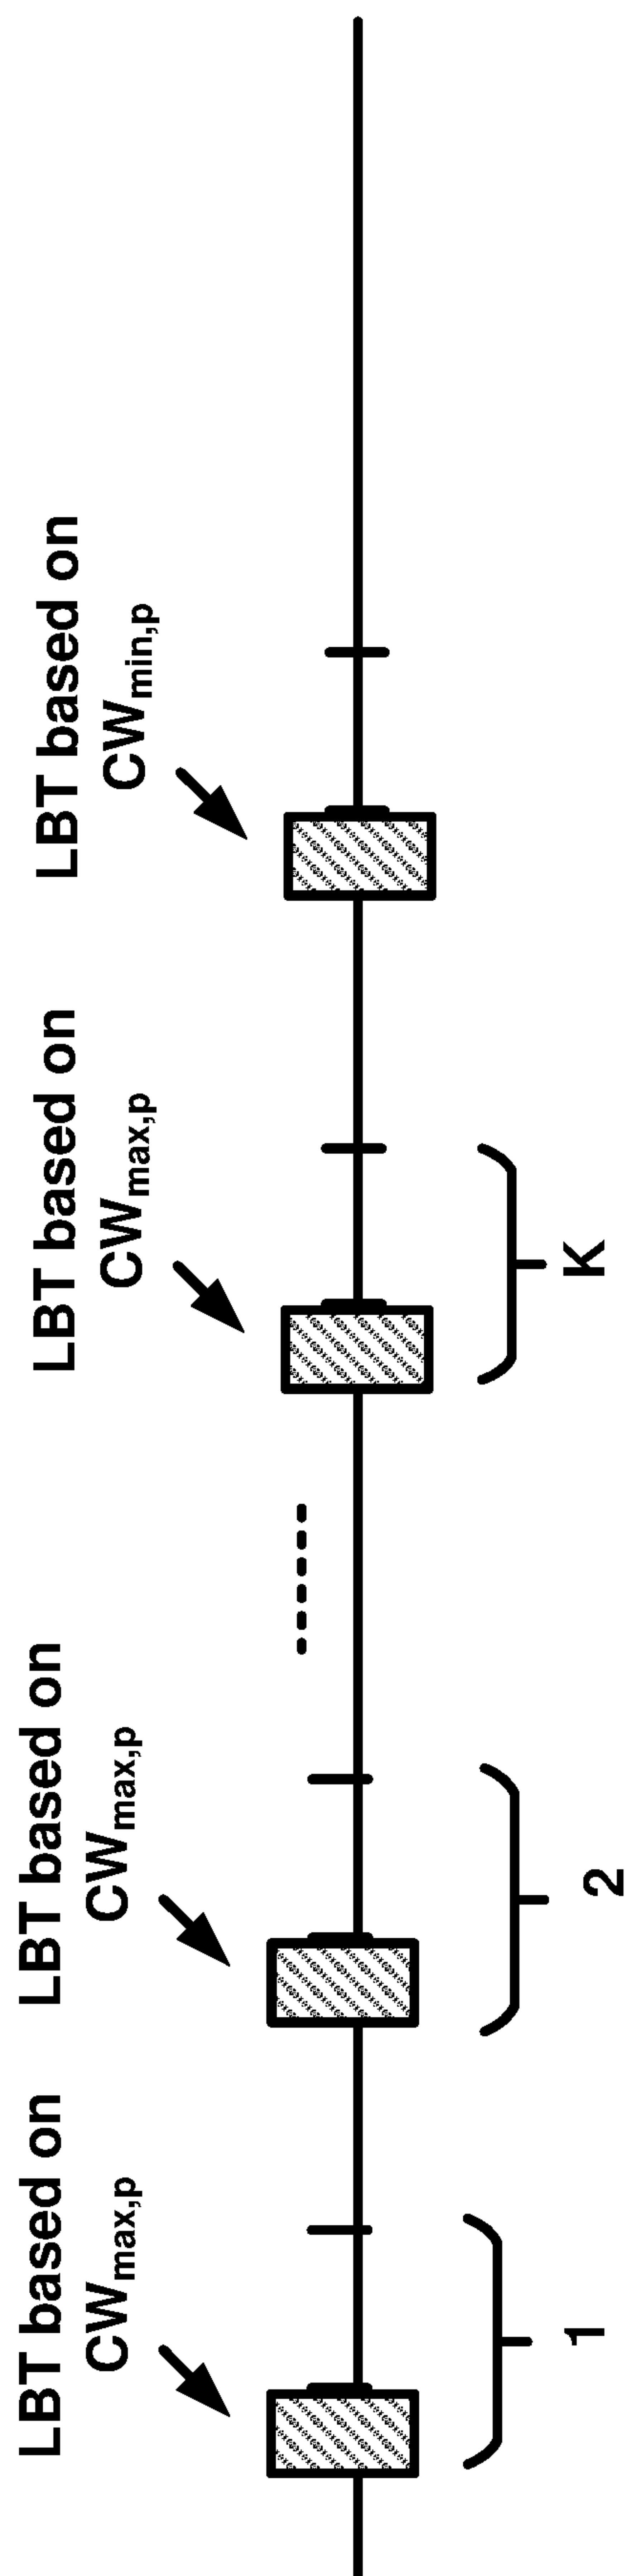 LBT based on
CWmax,p
LBT based on
CWmax,p
LBT based on
CWmax,p
LBT based on
CWmin,p
1
2
K